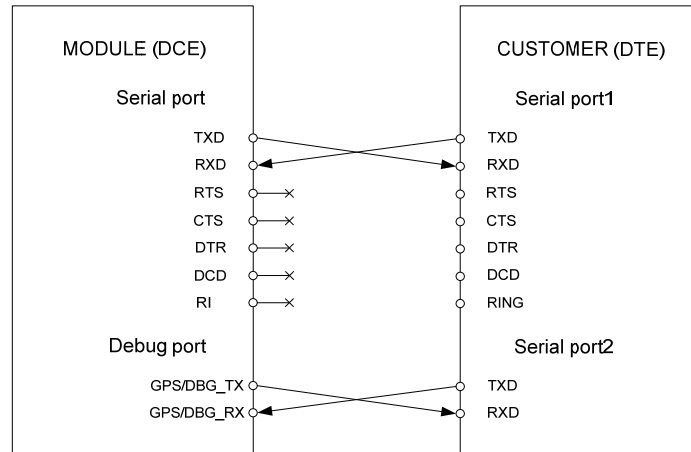 MODULE (DCE)
CUSTOMER (DTE)
Serial port
Serial port1
TXD
TXD
RXD
RXD
RTS
RTS
CTS
CTS
DTR
DTR
DCD
DCD
RI
RING
Debug port
Serial port2
GPS/DBG_TX
TXD
GPS/DBG_RX
RXD